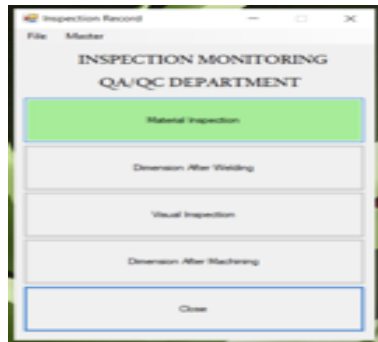 Inspection Record
File Master
INSPECTION MONITORING
QA/QC DEPARTMENT
Material Inspection
Dimension After Welding
Visual Inspection
Dimension After Machining
Close